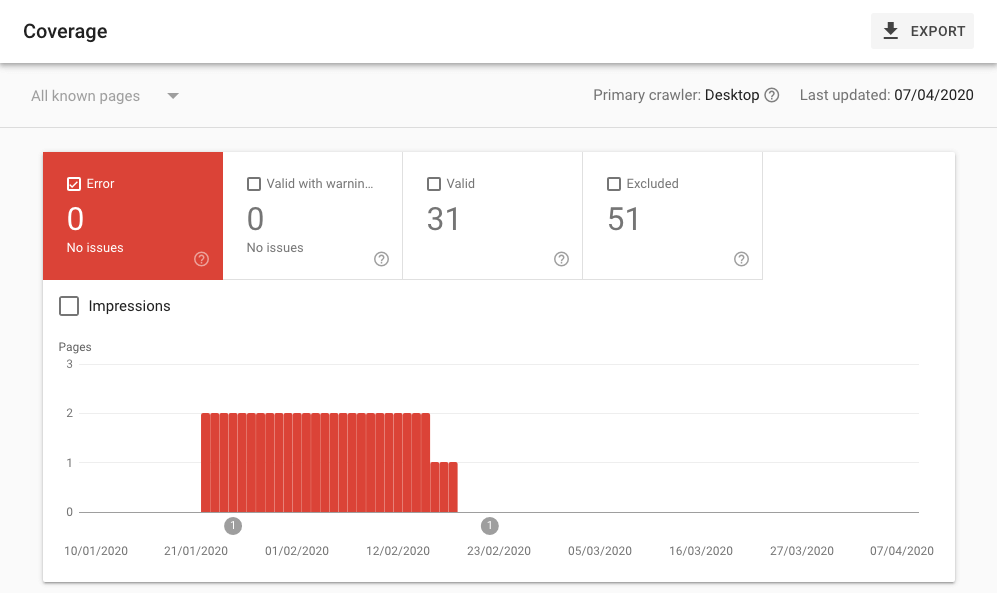 Coverage
EXPORT
All known pages
Primary crawler: Desktop ? Last updated: 07/04/2020
Error
0
No issues
?
Valid with warnin...
0
No issues
?
Valid
31
?
Excluded
51
?
Impressions
Pages
3
2
1
0
1 1
10/01/2020 21/01/2020 01/02/2020 12/02/2020 23/02/2020 05/03/2020 16/03/2020 27/03/2020 07/04/2020